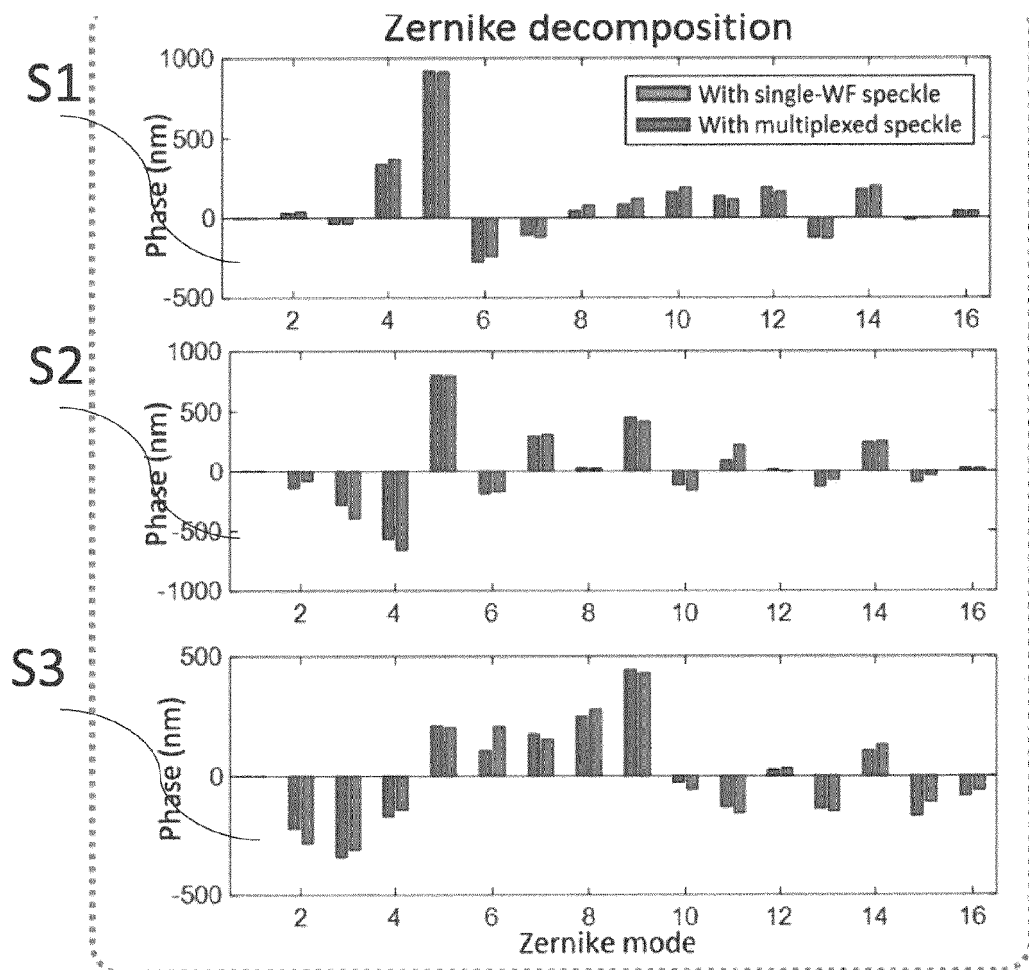 Zernike decomposition
S1
1000
500
0
-500
Phase (nm)
With single-WF speckle
With multiplexed speckle
2 4 6 8 10 12 14 16
S2
1000
500
0
-500
-1000
Phase (nm)
2 4 6 8 10 12 14 16
S3
500
0
-500
Phase (nm)
2 4 6 8 10 12 14 16
Zernike mode